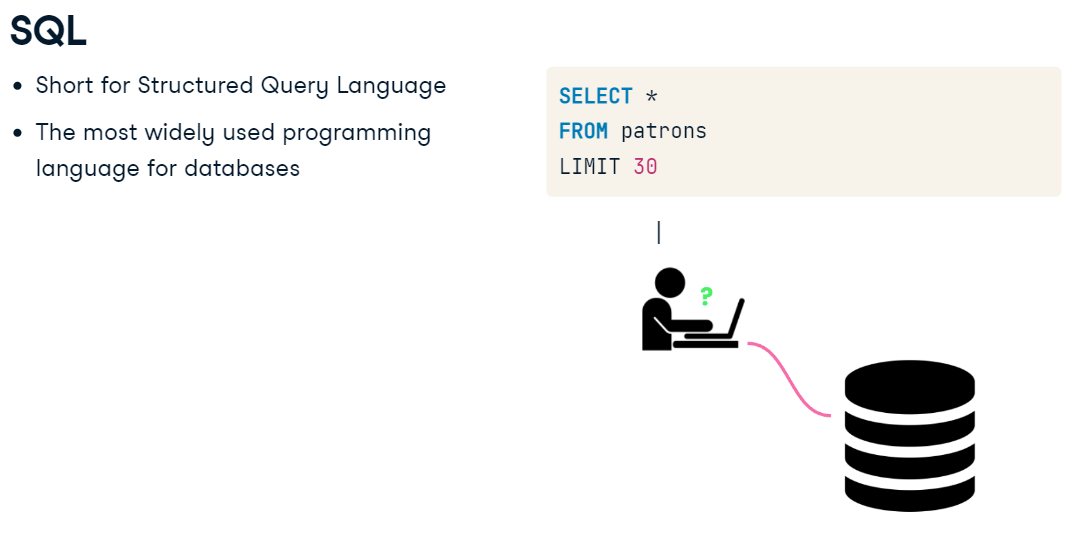 SQL
• Short for Structured Query Language
• The most widely used programming
language for databases
SELECT *
FROM patrons
LIMIT 30
?